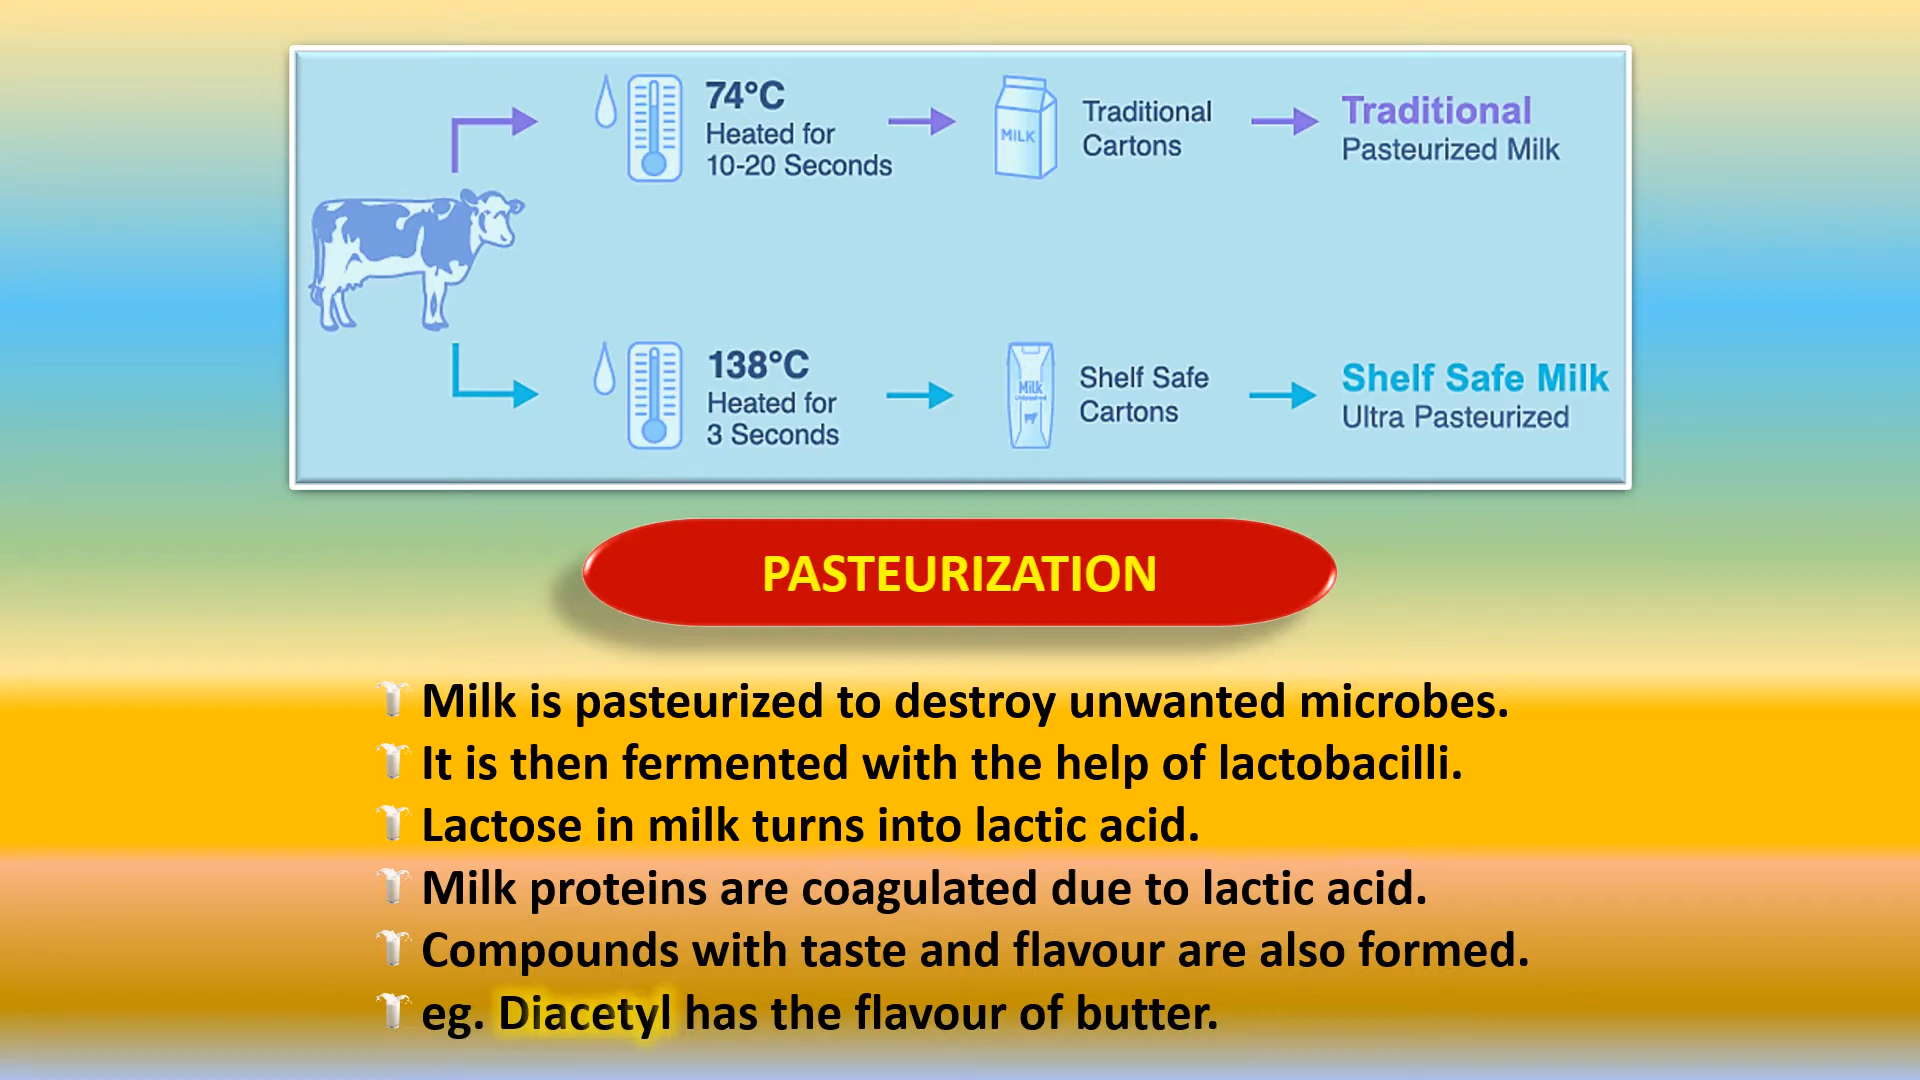 74°C
Heated for
10-20 Seconds
MILK
Traditional
Cartons
Traditional
Pasteurized Milk
138°C
Heated for
3 Seconds
Milk
Shelf Safe
Cartons
Shelf Safe Milk
Ultra Pasteurized
PASTEURIZATION
Milk is pasteurized to destroy unwanted microbes.
It is then fermented with the help of lactobacilli.
Lactose in milk turns into lactic acid.
Milk proteins are coagulated due to lactic acid.
Compounds with taste and flavour are also formed.
eg. Diacetyl has the flavour of butter.